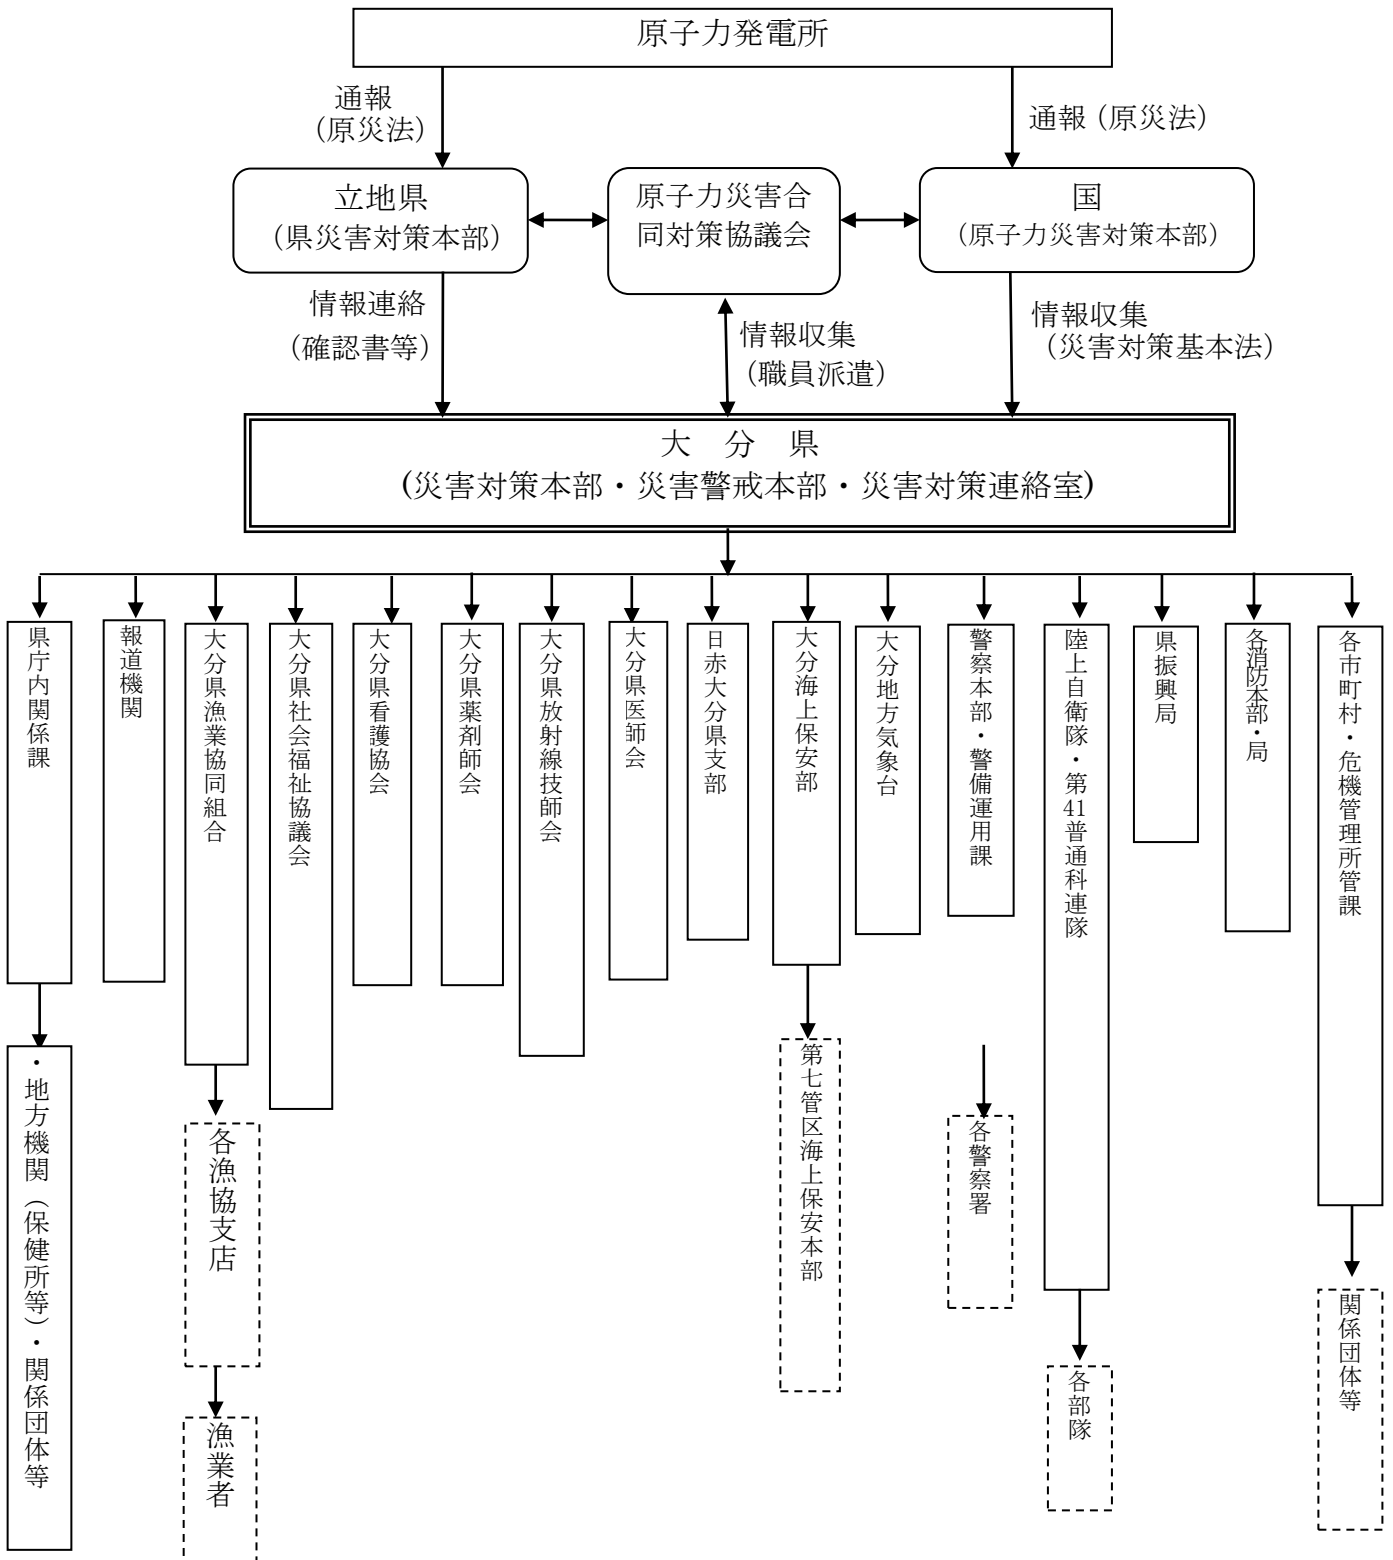 原子力発電所
通報
(原災法)
通報(原災法)
立地県
(県災害対策本部)
原子力災害合
同対策協議会
国
(原子力災害対策本部)
情報連絡
(確認書等)
情報収集
(職員派遣)
情報収集
(災害対策基本法)
大 分 県
(災害対策本部・災害警戒本部・災害対策連絡室)
県庁内関係課
報道機関
大分県漁業協同組合
大分県社会福祉協議会
大分県看護協会
大分県薬剤師会
大分県放射線技師会
大分県医師会
日赤大分県支部
大分海上保安部
大分地方気象台
警察本部・警備運用課
陸上自衛隊・第41普通科連隊
県振興局
各消防本部・局
各市町村・危機管理所管課
・地方機関(保健所等)・関係団体等
各漁協支店
漁業者
第七管区海上保安本部
各警察署
各部隊
関係団体等